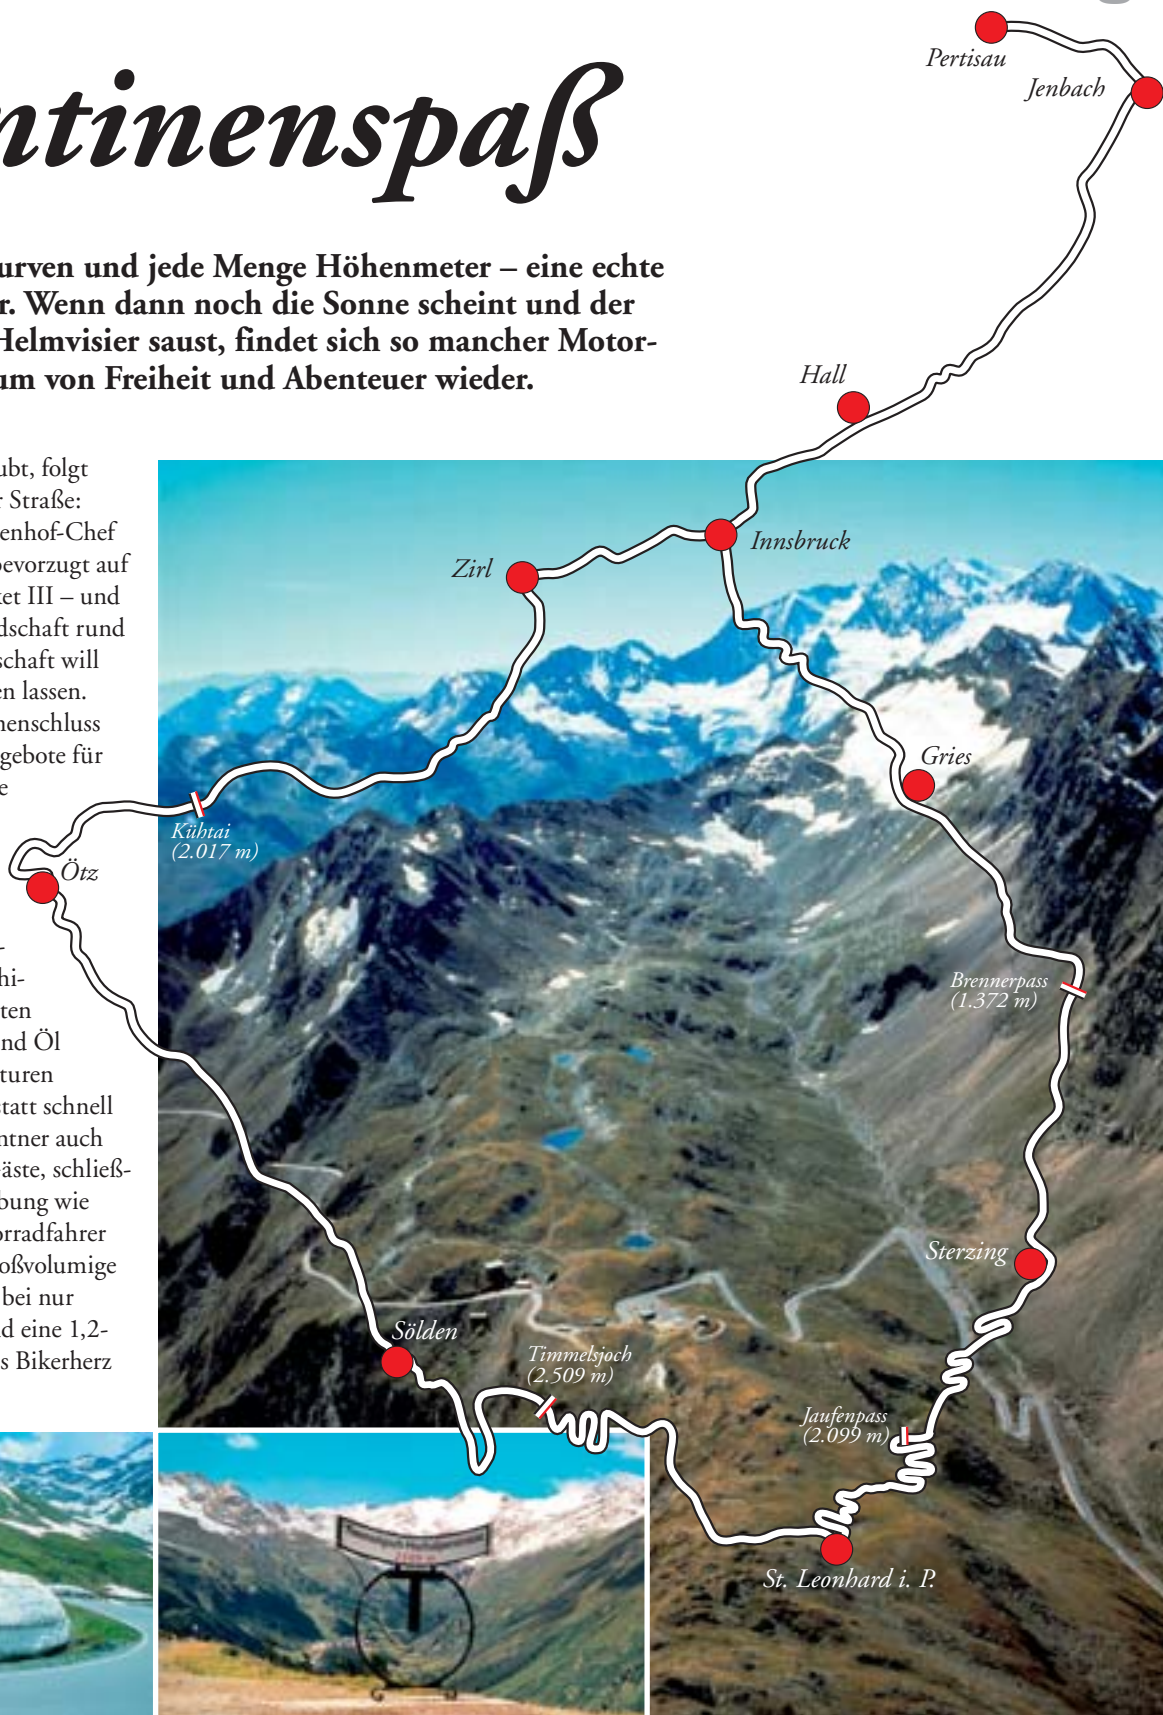 ntinenspaß
urven und jede Menge Höhenmeter – eine echte
r. Wenn dann noch die Sonne scheint und der
Helmvisier saust, findet sich so mancher Motor-
um von Freiheit und Abenteuer wieder.
ubt, folgt
r Straße:
enhof-Chef
bevorzugt auf
ket III – und
dschaft rund
schaft will
en lassen.
nenschluss
gebote für
e
-
hi-
ten
nd Öl
turen
statt schnell
ntner auch
äste, schließ-
bung wie
orradfahrer
oßvolumige
bei nur
d eine 1,2-
s Bikerherz
Pertisau
Jenbach
Hall
Innsbruck
Zirl
Gries
Kühtai
(2.017 m)
Ötz
Brennerpass
(1.372 m)
Sterzing
Sölden
Timmelsjoch
(2.509 m)
Jaufenpass
(2.099 m)
St. Leonhard i. P.